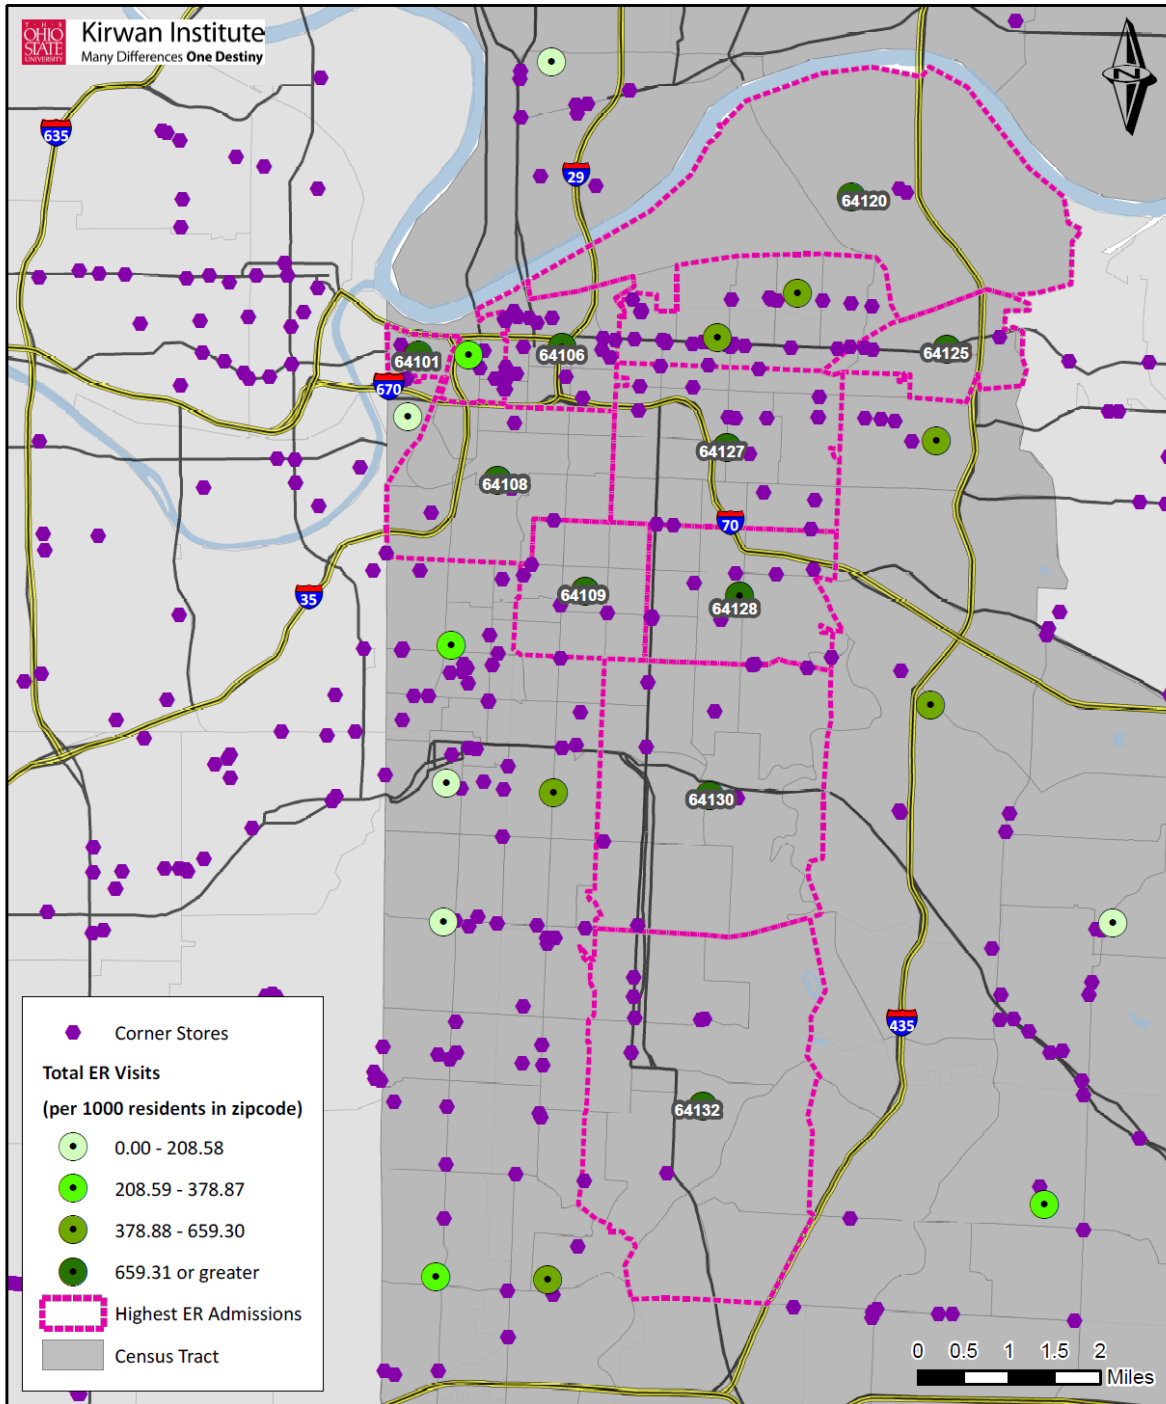 THE
OHIO
STATE
UNIVERSITY
Kirwan Institute
Many Differences One Destiny
N
635
29
64120
64101
64106
64125
670
64127
64108
70
35
64109
64128
64130
435
64132
Corner Stores
Total ER Visits
(per 1000 residents in zipcode)
0.00 - 208.58
208.59 - 378.87
378.88 - 659.30
659.31 or greater
Highest ER Admissions
Census Tract
0 0.5 1 1.5 2
Miles